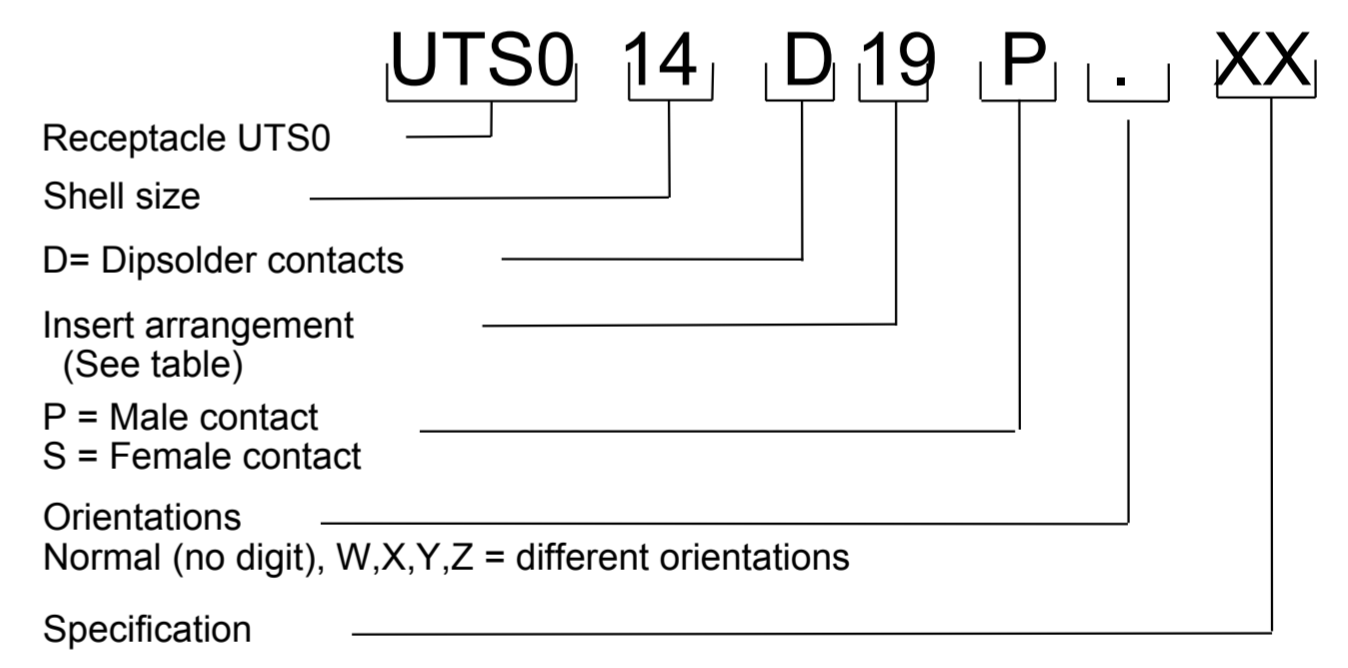 UTS0 14 D 19 P . XX
Receptacle UTS0
Shell size
D= Dipsolder contacts
Insert arrangement
(See table)
P = Male contact
S = Female contact
Orientations
Normal (no digit), W,X,Y,Z = different orientations
Specification